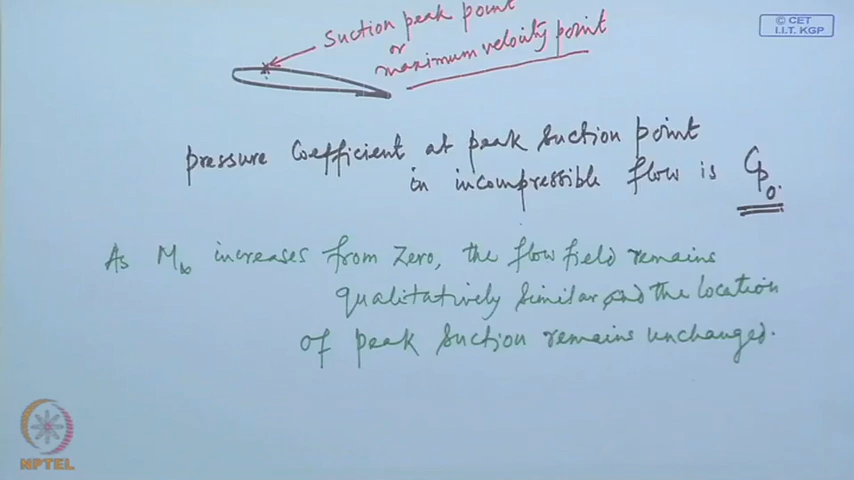 © CET
I.I.T. KGP
Suction peak point
or
maximum velocity point
pressure Coefficient at peak suction point
in incompressible flow is Cp₀.
As M∞ increases from Zero, the flow field remains
qualitatively similar and the location
of peak suction remains unchanged.
NPTEL